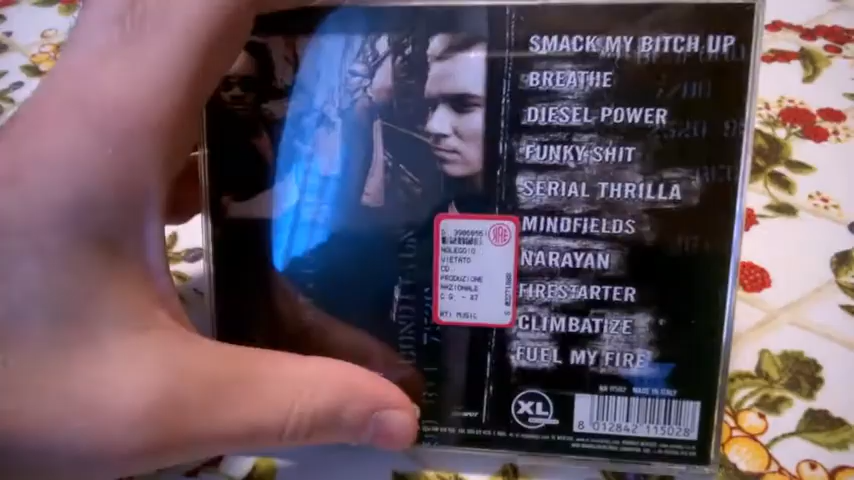 SMACK MY BITCH UP
BREATHE
DIESEL POWER
FUNKY SHIT
SERIAL THRILLA
MINDFIELDS
NARAYAN
FIRESTARTER
CLIMBATIZE
FUEL MY FIRE
NOLEGGIO
VIETATO
CD.
PRODUZIONE
NAZIONALE
RTI MUSIC
MADE IN ITALY
XL
8 012842 115028